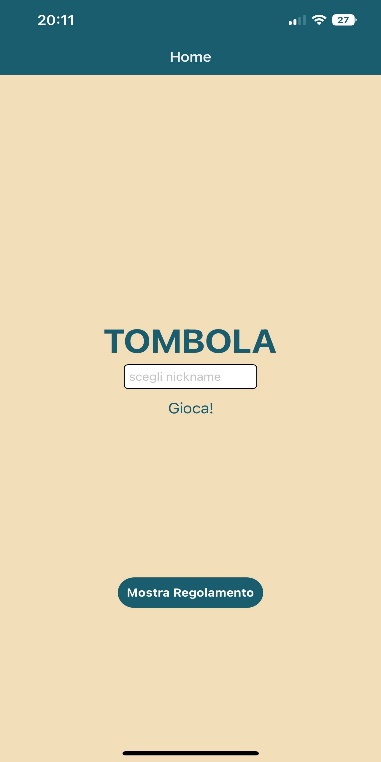 20:11
27
Home
TOMBOLA
scegli nickname
Gioca!
Mostra Regolamento